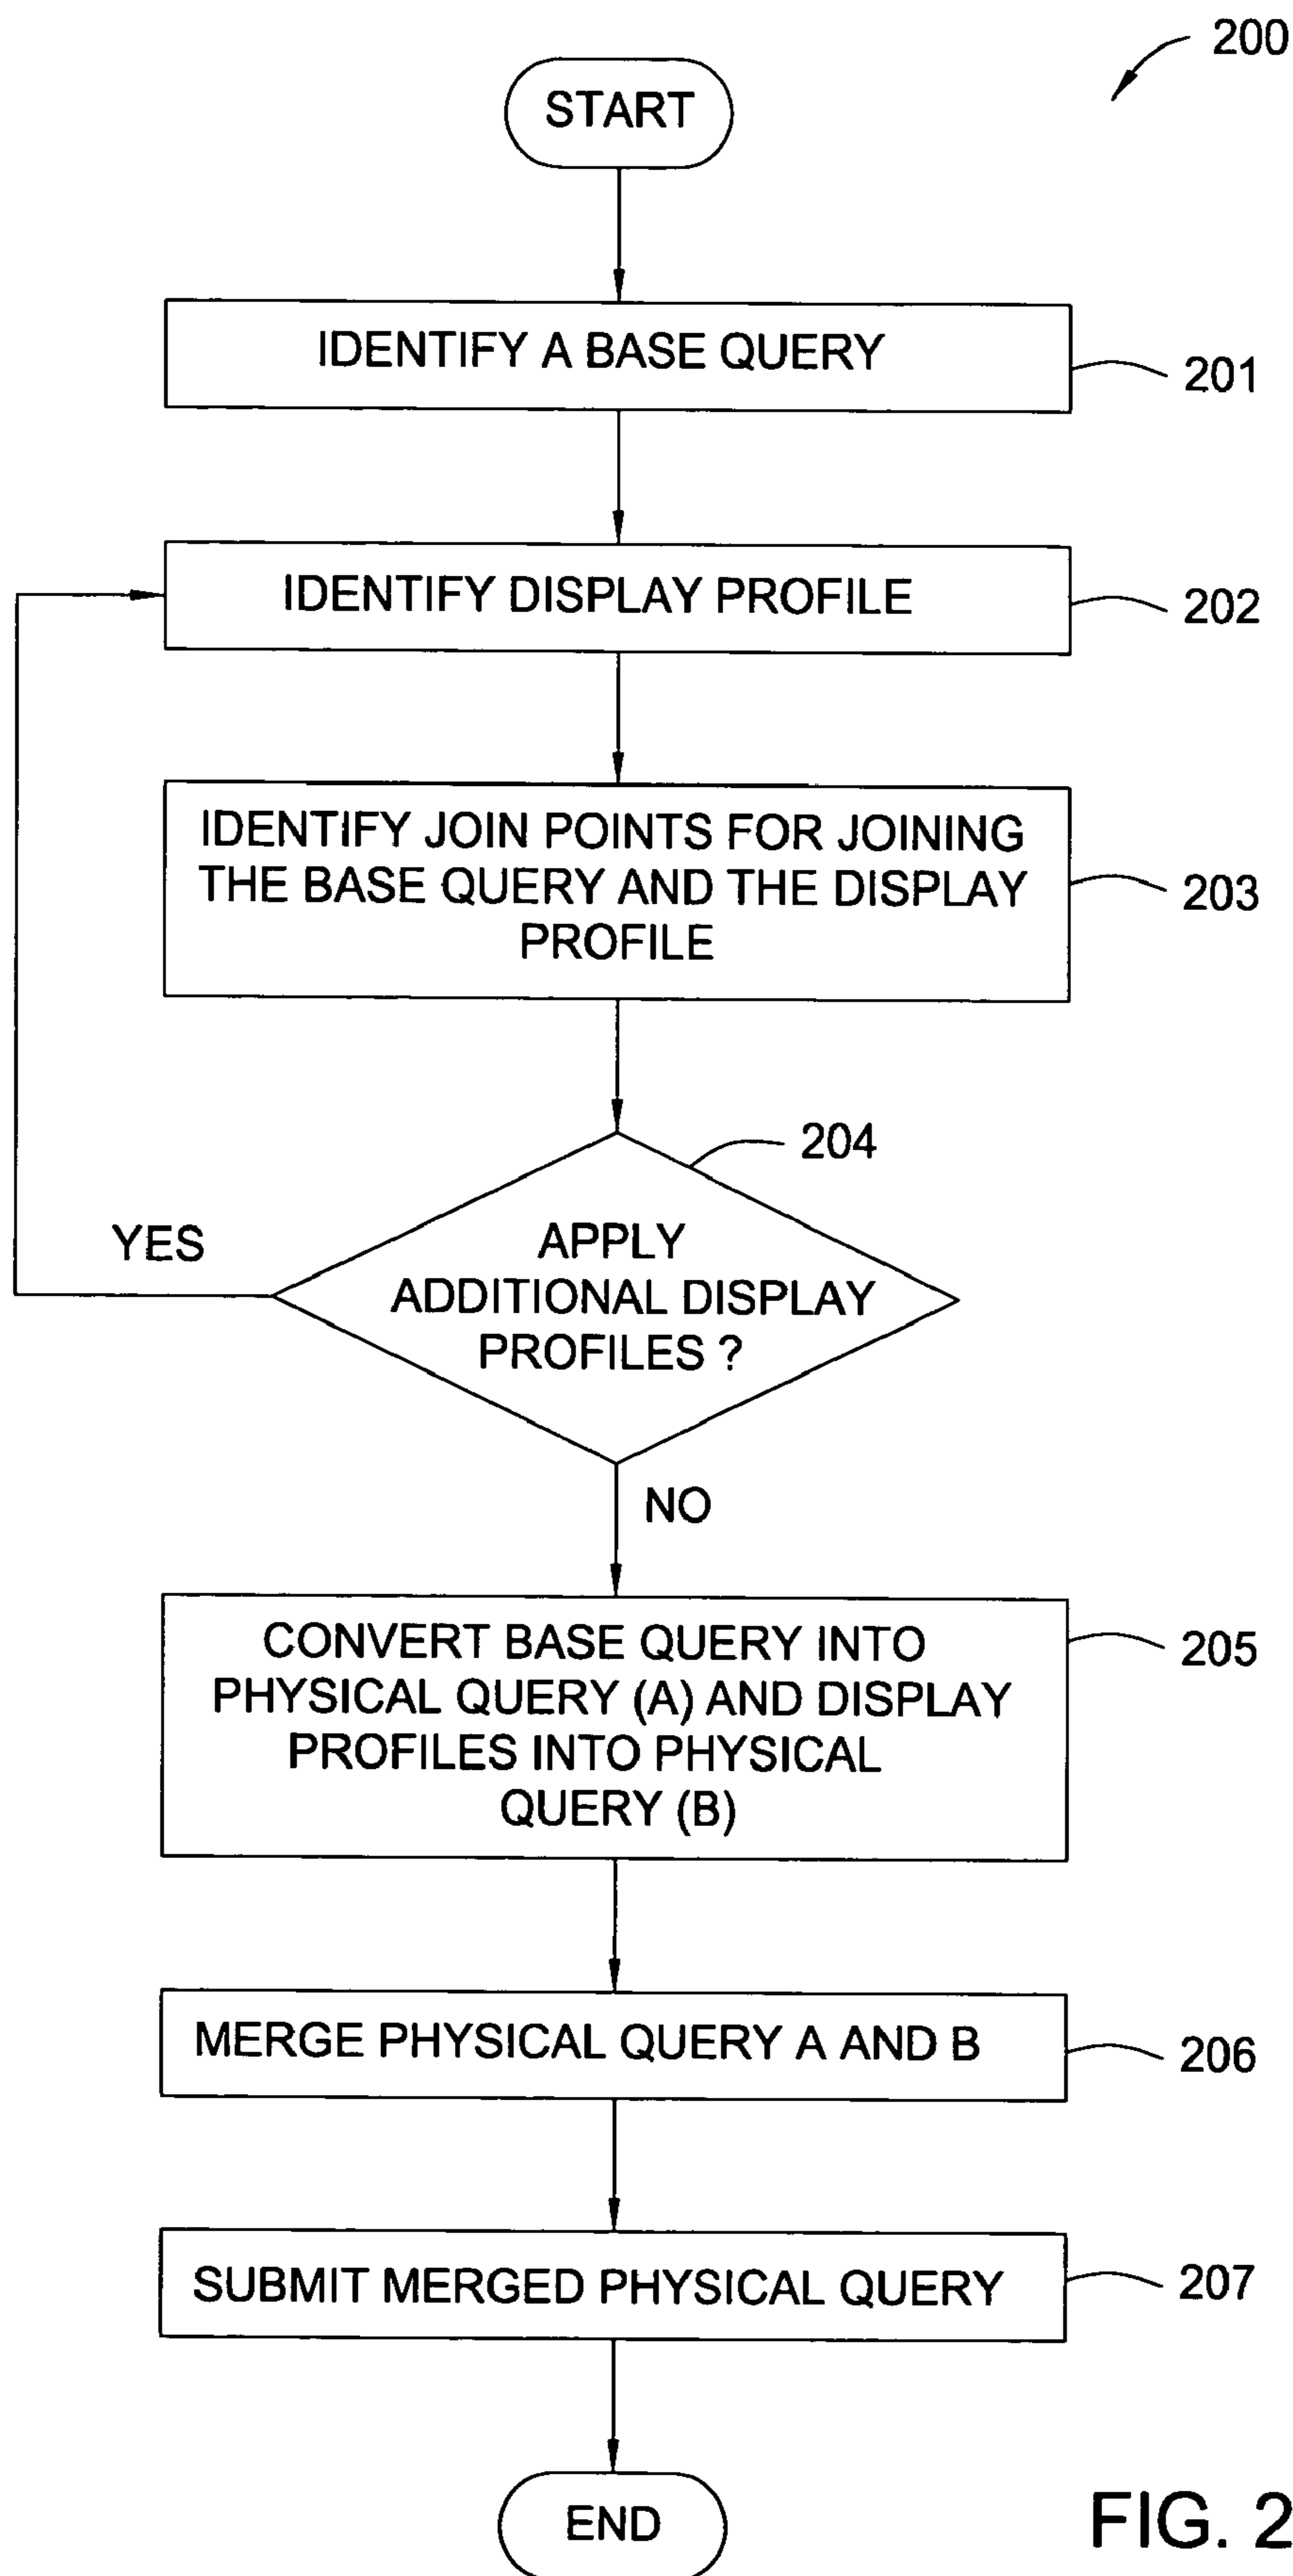 200
START
IDENTIFY A BASE QUERY
201
IDENTIFY DISPLAY PROFILE
202
IDENTIFY JOIN POINTS FOR JOINING
THE BASE QUERY AND THE DISPLAY
PROFILE
203
204
APPLY
ADDITIONAL DISPLAY
PROFILES ?
YES
NO
CONVERT BASE QUERY INTO
PHYSICAL QUERY (A) AND DISPLAY
PROFILES INTO PHYSICAL
QUERY (B)
205
MERGE PHYSICAL QUERY A AND B
206
SUBMIT MERGED PHYSICAL QUERY
207
END
FIG. 2